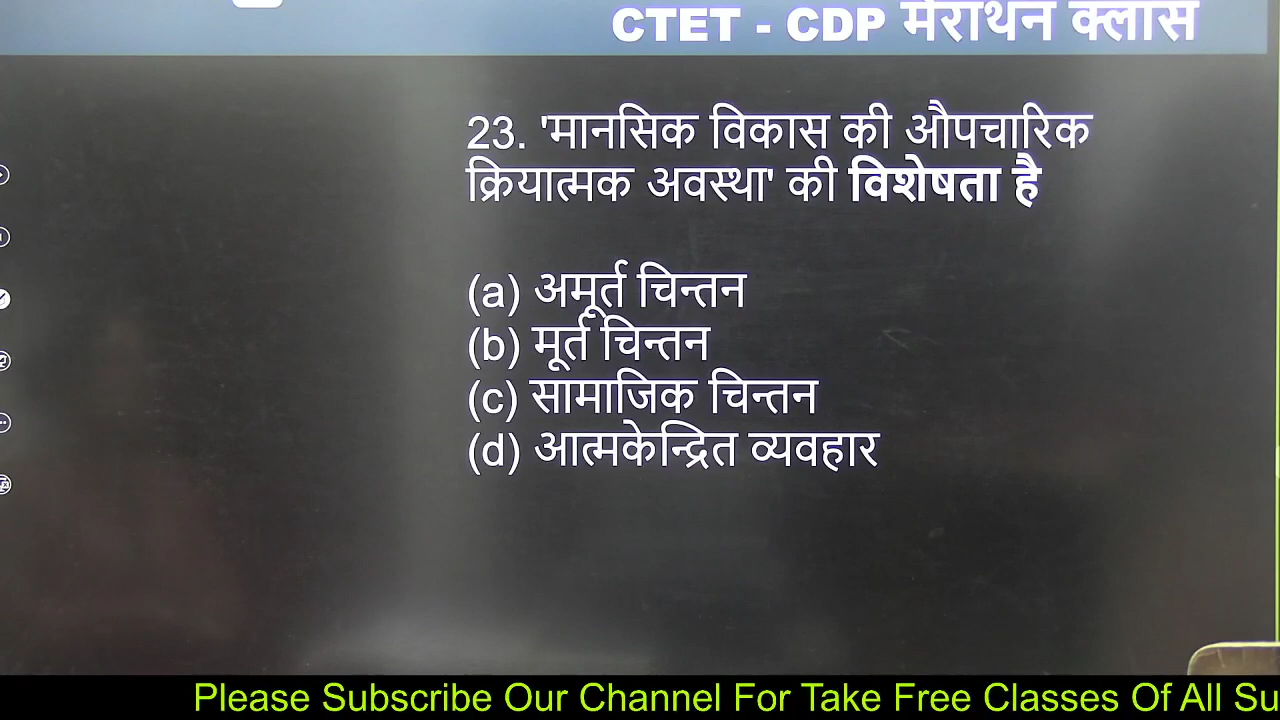 CTET - CDP मैराथन क्लास
23. 'मानसिक विकास की औपचारिक
क्रियात्मक अवस्था' की विशेषता है
(a) अमूर्त चिन्तन
(b) मूर्त चिन्तन
(c) सामाजिक चिन्तन
(d) आत्मकेन्द्रित व्यवहार
Please Subscribe Our Channel For Take Free Classes Of All Su